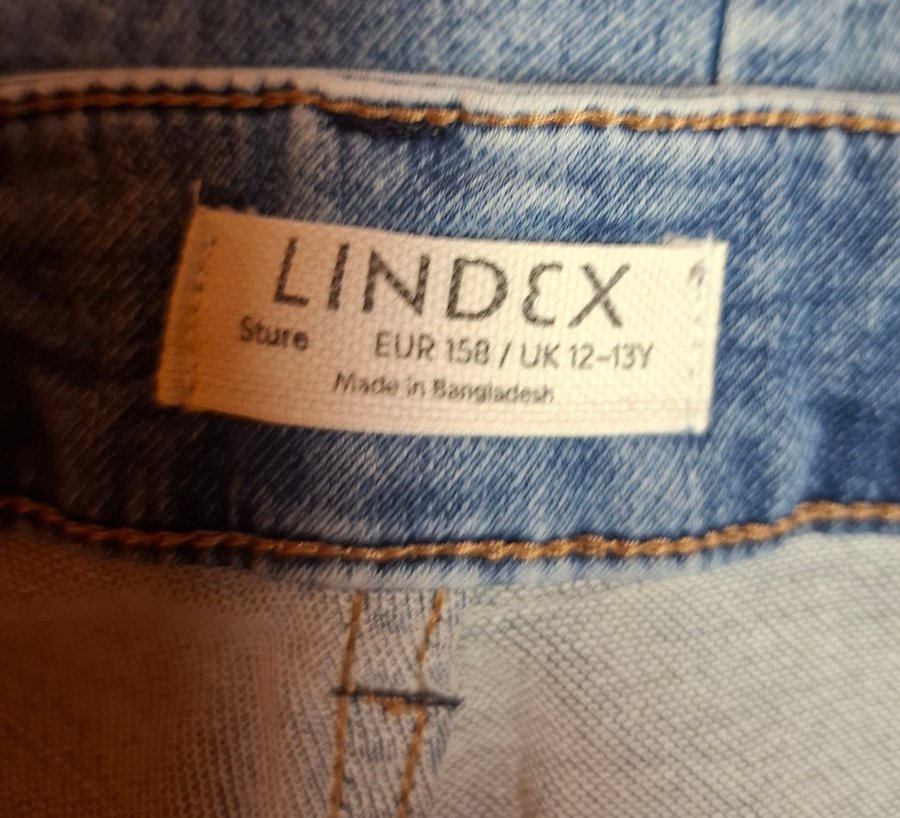 LINDEX
Sture EUR 158 / UK 12-13Y
Made in Bangladesh